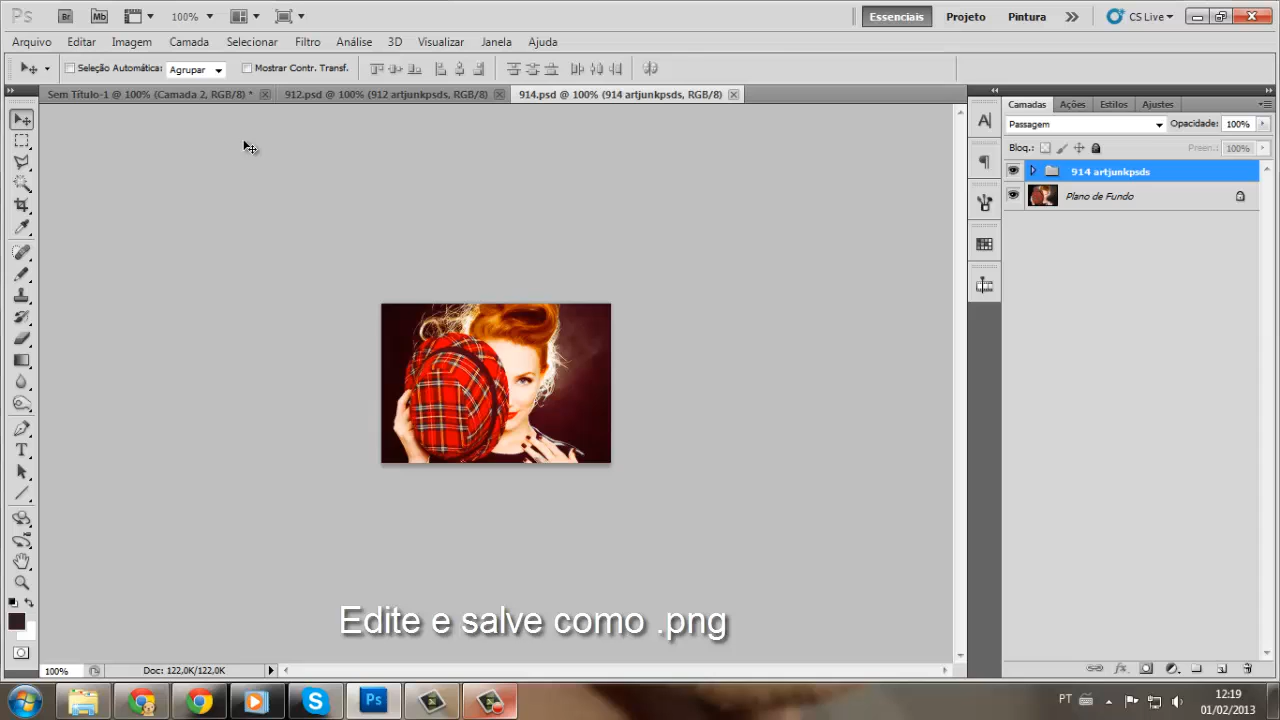 Ps Br Mb 100% Essenciais Projeto Pintura CS Live
Arquivo Editar Imagem Camada Selecionar Filtro Análise 3D Visualizar Janela Ajuda
Seleção Automática: Agrupar Mostrar Contr. Transf.
Sem Título-1 @ 100% (Camada 2, RGB/8) * 912.psd @ 100% (912 artjunkpsds, RGB/8) 914.psd @ 100% (914 artjunkpsds, RGB/8)
Camadas Ações Estilos Ajustes
Passagem Opacidade: 100%
Bloq.: Preen.: 100%
914 artjunkpsds
Plano de Fundo
Edite e salve como .png
100% Doc: 122,0K/122,0K
Ps PT 12:19
01/02/2013